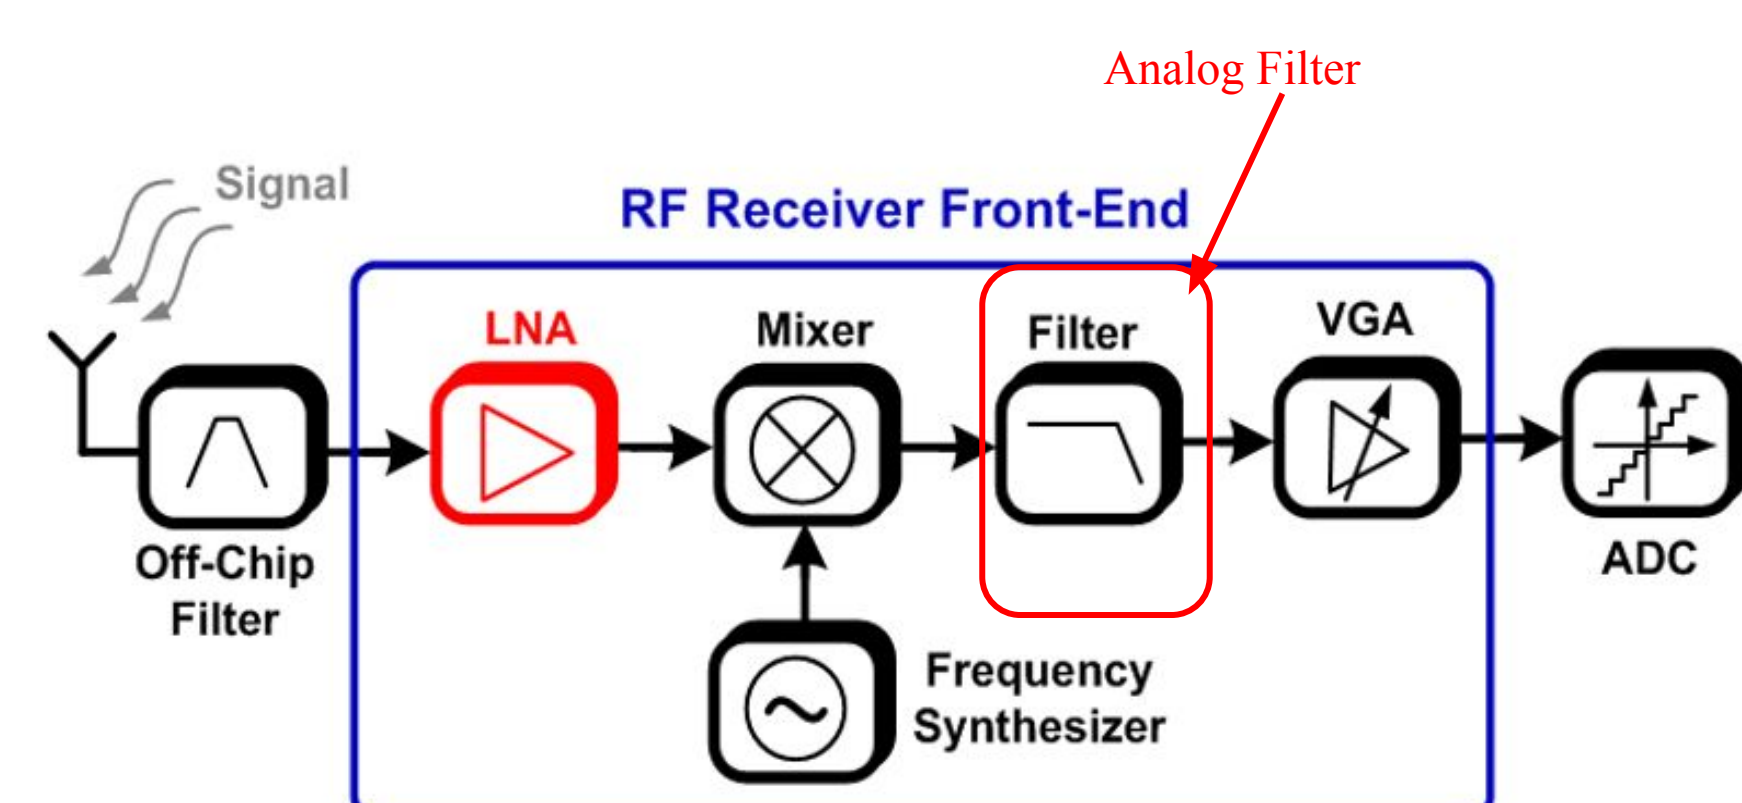 Analog Filter
Signal
RF Receiver Front-End
LNA
Mixer
Filter
VGA
Off-Chip
Filter
ADC
Frequency
Synthesizer